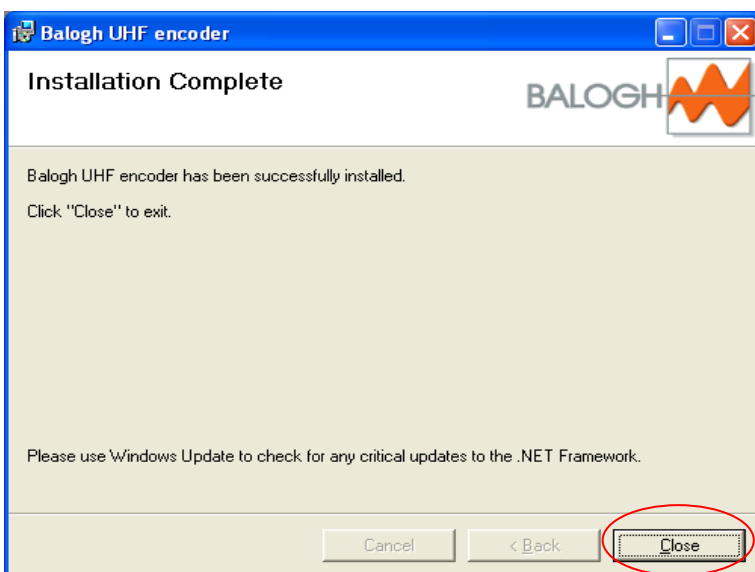 Balogh UHF encoder
Installation Complete
BALOGH
Balogh UHF encoder has been successfully installed.
Click "Close" to exit.
Please use Windows Update to check for any critical updates to the .NET Framework.
Cancel
< Back
Close